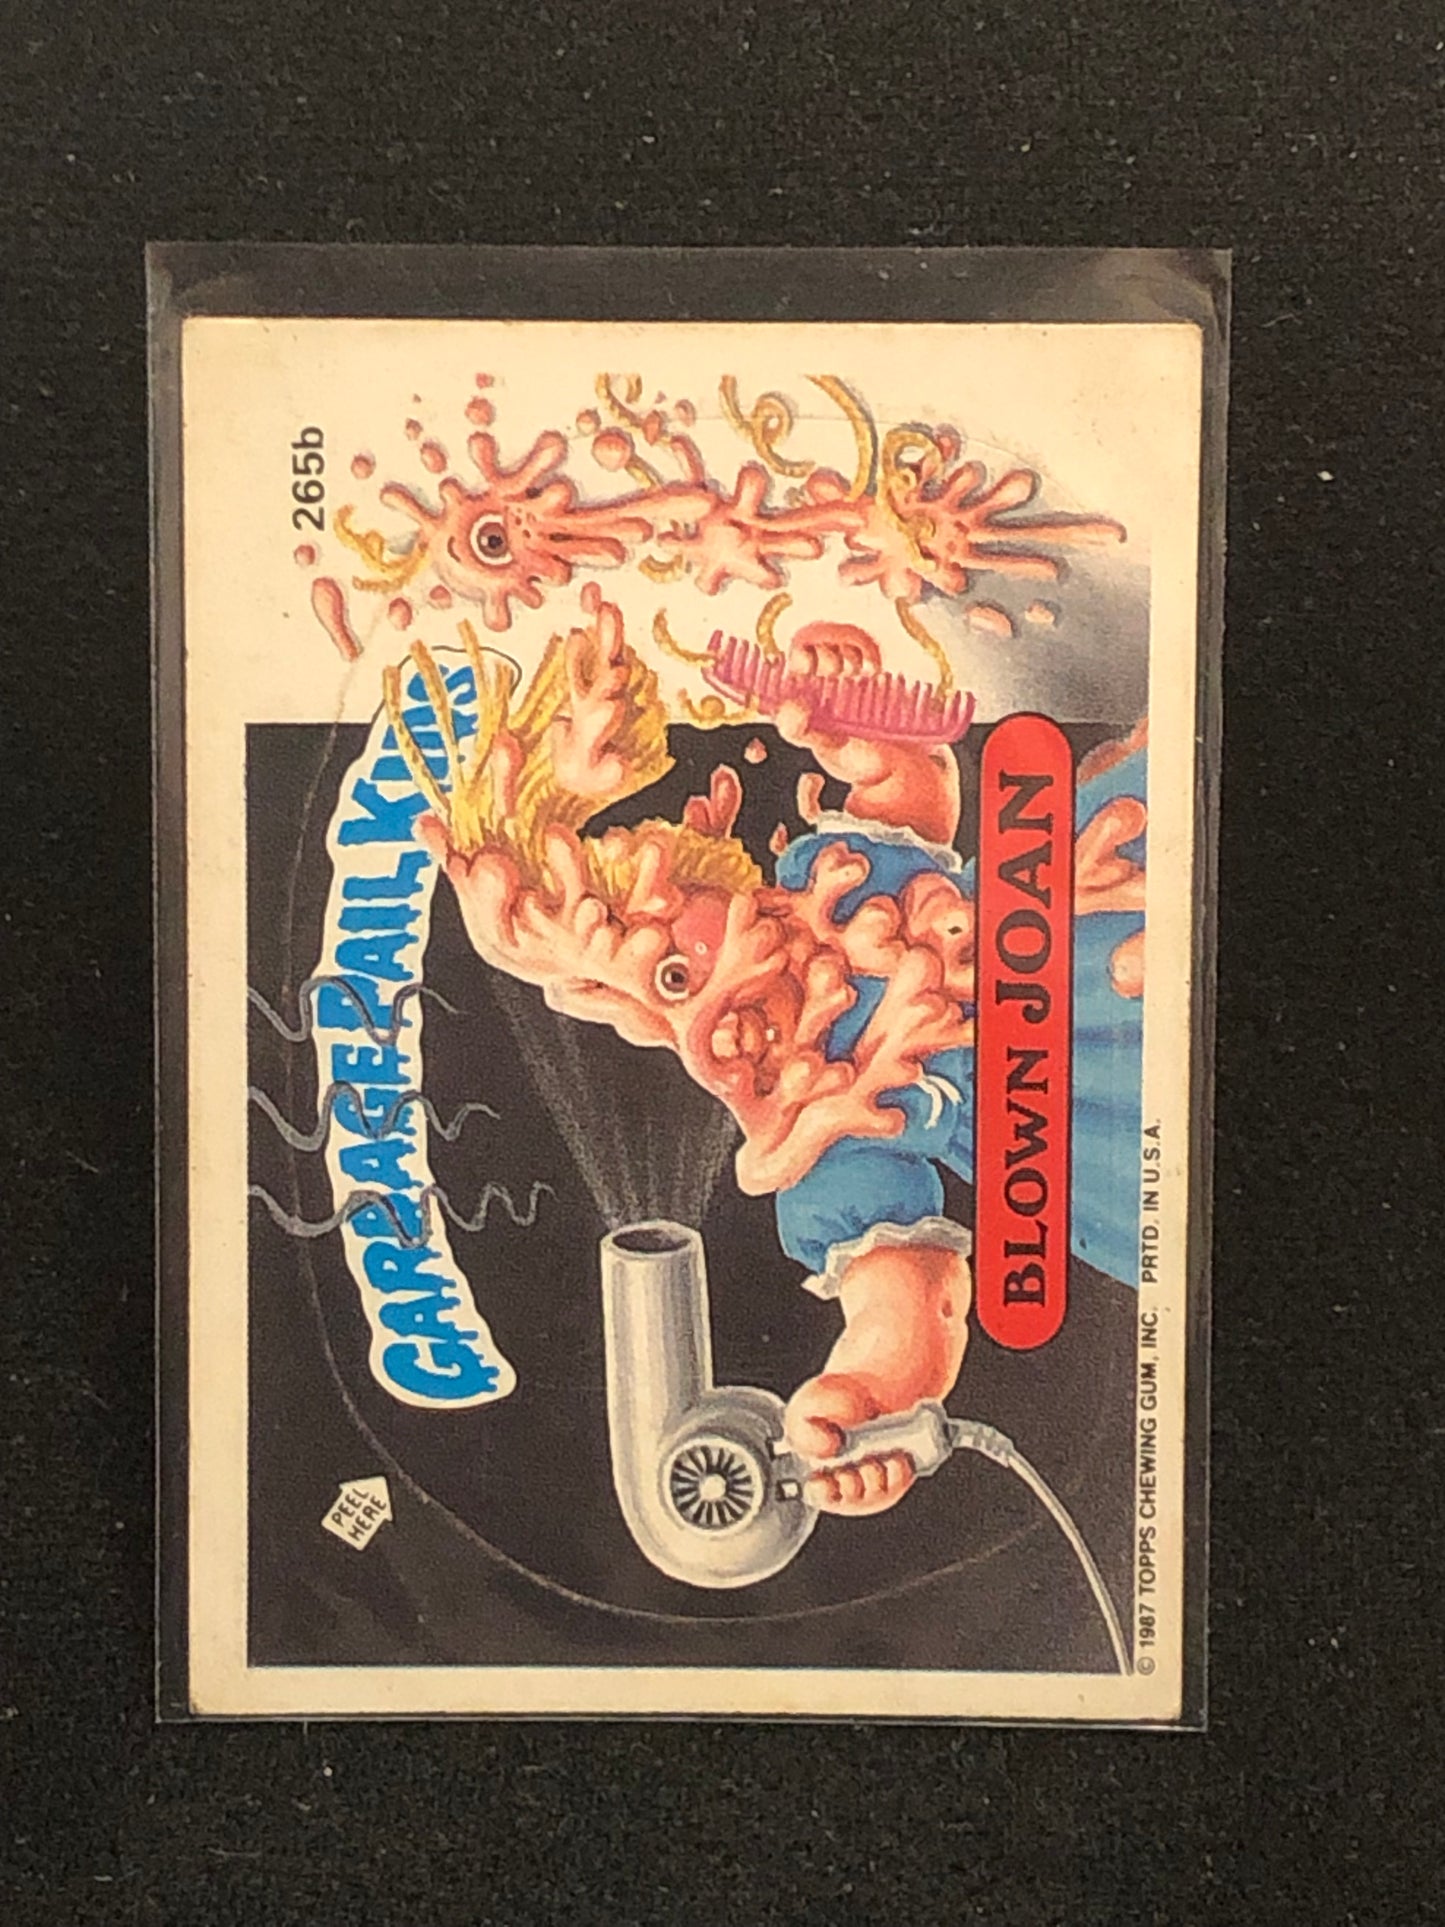 265b
GARBAGE PAIL KIDS
PEEL
HERE
BLOWN JOAN
© 1987 TOPPS CHEWING GUM, INC. PRTD. IN U.S.A.